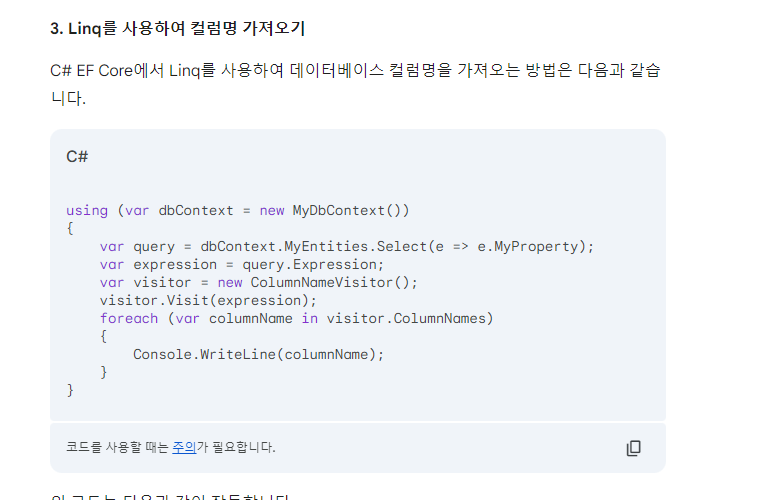 3. Linq를 사용하여 컬럼명 가져오기
C# EF Core에서 Linq를 사용하여 데이터베이스 컬럼명을 가져오는 방법은 다음과 같습
니다.
C#
using (var dbContext = new MyDbContext())
{
    var query = dbContext.MyEntities.Select(e => e.MyProperty);
    var expression = query.Expression;
    var visitor = new ColumnNameVisitor();
    visitor.Visit(expression);
    foreach (var columnName in visitor.ColumnNames)
    {
        Console.WriteLine(columnName);
    }
}
코드를 사용할 때는 주의가 필요합니다.